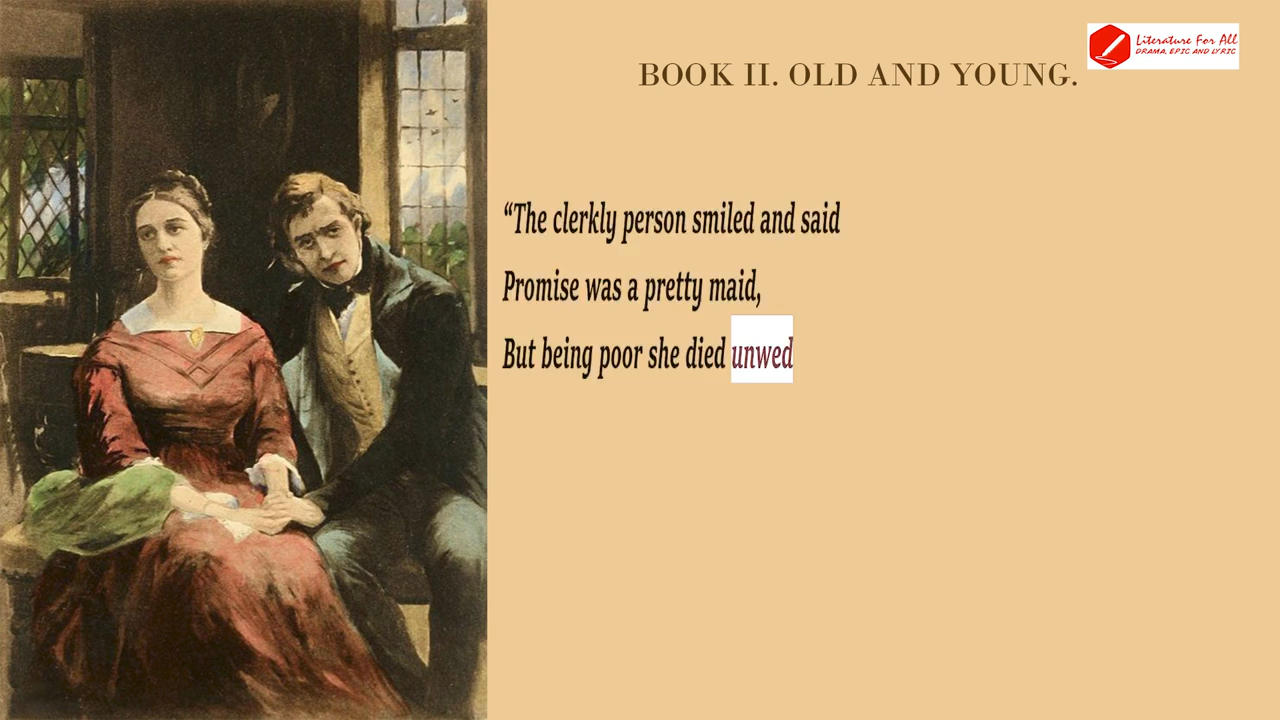 Literature For All
DRAMA, EPIC AND LYRIC
BOOK II. OLD AND YOUNG.
“The clerkly person smiled and said
Promise was a pretty maid,
But being poor she died unwed